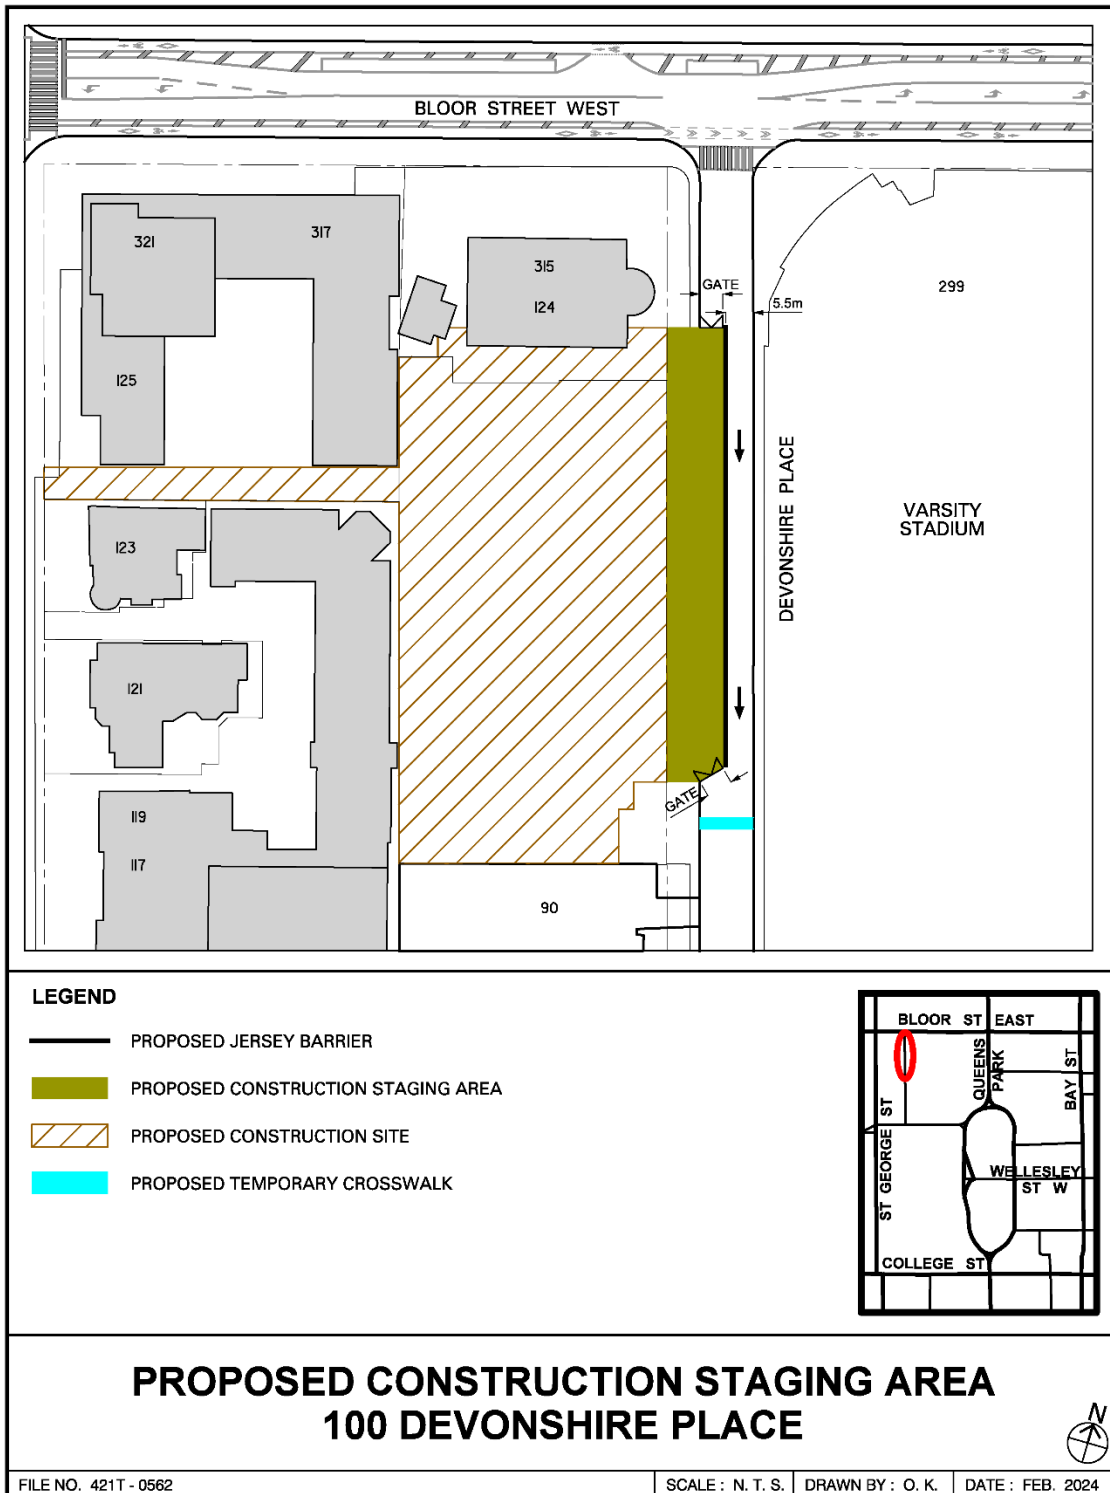 BLOOR STREET WEST
321
317
315
124
GATE
5.5m
299
125
DEVONSHIRE PLACE
VARSITY
STADIUM
123
121
GATE
119
117
90
LEGEND
PROPOSED JERSEY BARRIER
PROPOSED CONSTRUCTION STAGING AREA
PROPOSED CONSTRUCTION SITE
PROPOSED TEMPORARY CROSSWALK
BLOOR ST EAST
QUEENS
PARK
BAY ST
ST GEORGE ST
WELLESLEY
ST W
COLLEGE ST
PROPOSED CONSTRUCTION STAGING AREA
100 DEVONSHIRE PLACE
N
FILE NO. 421T - 0562
SCALE : N. T. S.
DRAWN BY : O. K.
DATE : FEB. 2024